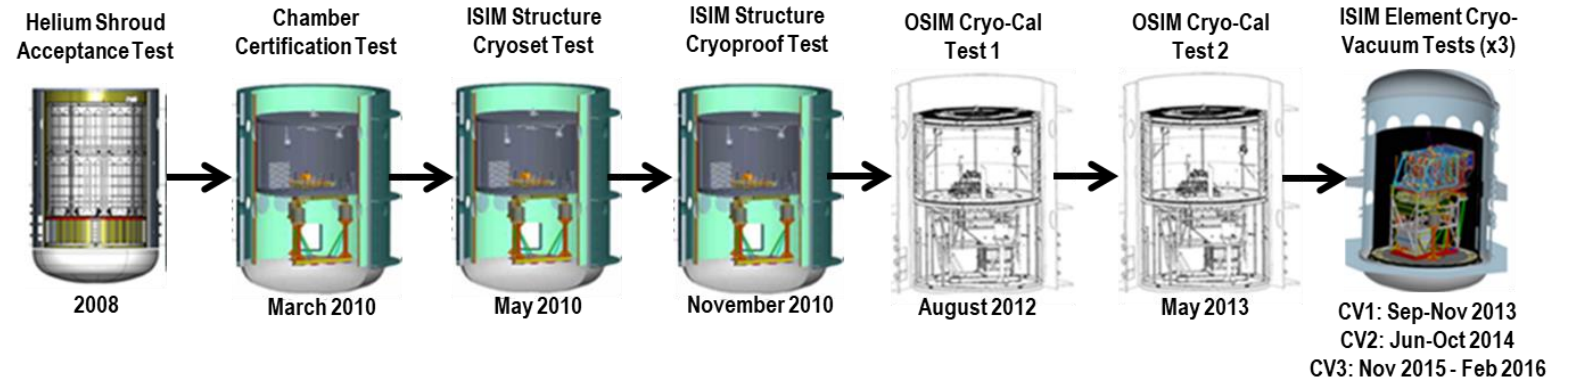 Helium Shroud
Acceptance Test
2008
Chamber
Certification Test
March 2010
ISIM Structure
Cryoset Test
May 2010
ISIM Structure
Cryoproof Test
November 2010
OSIM Cryo-Cal
Test 1
August 2012
OSIM Cryo-Cal
Test 2
May 2013
ISIM Element Cryo-
Vacuum Tests (x3)
CV1: Sep-Nov 2013
CV2: Jun-Oct 2014
CV3: Nov 2015 - Feb 2016